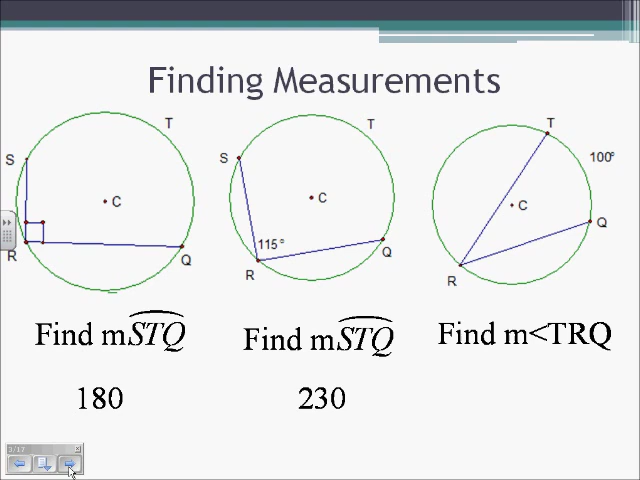 Finding Measurements
T
S
C
R
Q
T
S
C
115°
R
Q
T
100°
C
Q
R
Find mSTQ
Find mSTQ
Find m<TRQ
180
230